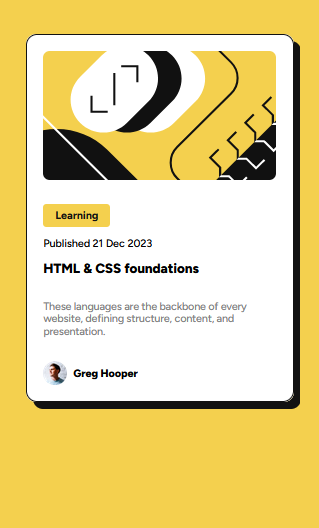 Learning
Published 21 Dec 2023
HTML & CSS foundations
These languages are the backbone of every
website, defining structure, content, and
presentation.
Greg Hooper